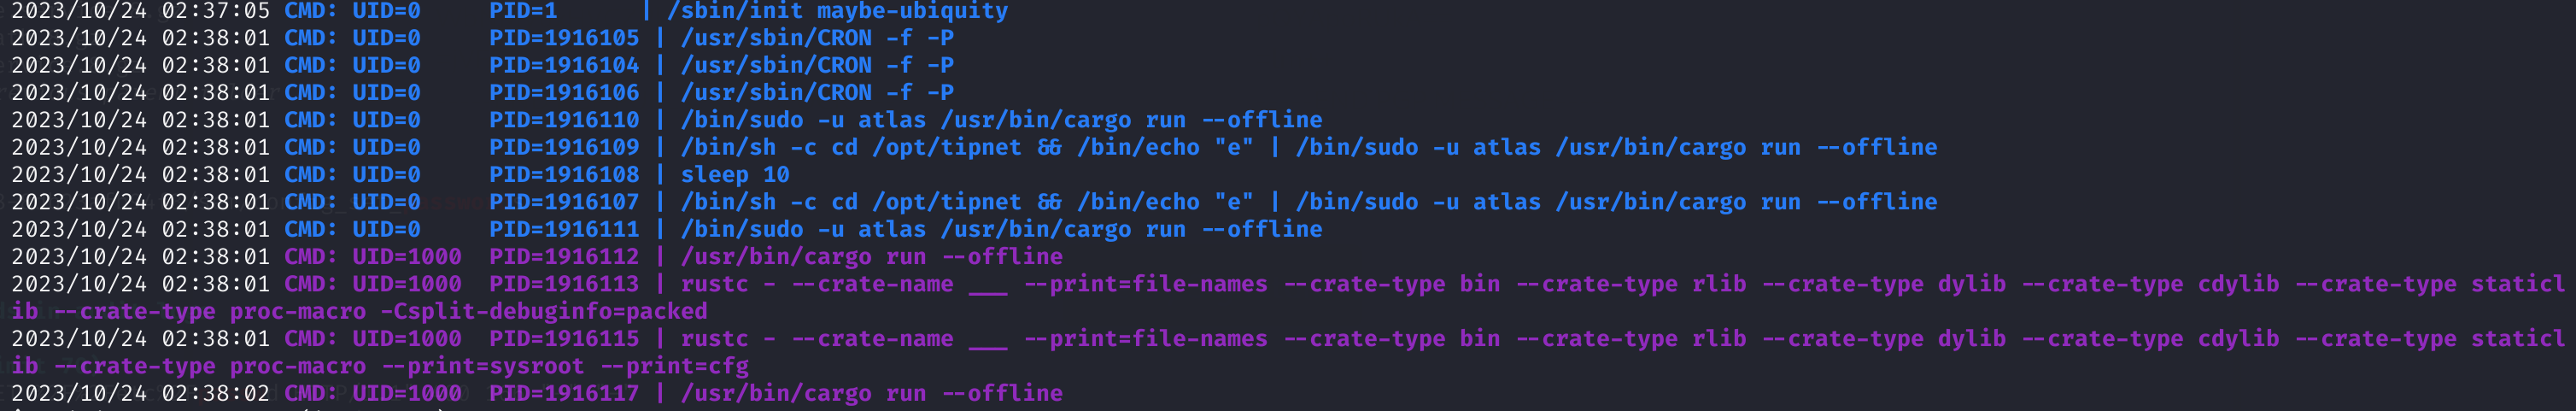 2023/10/24 02:37:05 CMD: UID=0     PID=1      | /sbin/init maybe-ubiquity
2023/10/24 02:38:01 CMD: UID=0     PID=1916105 | /usr/sbin/CRON -f -P
2023/10/24 02:38:01 CMD: UID=0     PID=1916104 | /usr/sbin/CRON -f -P
2023/10/24 02:38:01 CMD: UID=0     PID=1916106 | /usr/sbin/CRON -f -P
2023/10/24 02:38:01 CMD: UID=0     PID=1916110 | /bin/sudo -u atlas /usr/bin/cargo run --offline
2023/10/24 02:38:01 CMD: UID=0     PID=1916109 | /bin/sh -c cd /opt/tipnet && /bin/echo "e" | /bin/sudo -u atlas /usr/bin/cargo run --offline
2023/10/24 02:38:01 CMD: UID=0     PID=1916108 | sleep 10
2023/10/24 02:38:01 CMD: UID=0     PID=1916107 | /bin/sh -c cd /opt/tipnet && /bin/echo "e" | /bin/sudo -u atlas /usr/bin/cargo run --offline
2023/10/24 02:38:01 CMD: UID=0     PID=1916111 | /bin/sudo -u atlas /usr/bin/cargo run --offline
2023/10/24 02:38:01 CMD: UID=1000  PID=1916112 | /usr/bin/cargo run --offline
2023/10/24 02:38:01 CMD: UID=1000  PID=1916113 | rustc - --crate-name ___ --print=file-names --crate-type bin --crate-type rlib --crate-type dylib --crate-type cdylib --crate-type staticl
ib --crate-type proc-macro -Csplit-debuginfo=packed
2023/10/24 02:38:01 CMD: UID=1000  PID=1916115 | rustc - --crate-name ___ --print=file-names --crate-type bin --crate-type rlib --crate-type dylib --crate-type cdylib --crate-type staticl
ib --crate-type proc-macro --print=sysroot --print=cfg
2023/10/24 02:38:02 CMD: UID=1000  PID=1916117 | /usr/bin/cargo run --offline